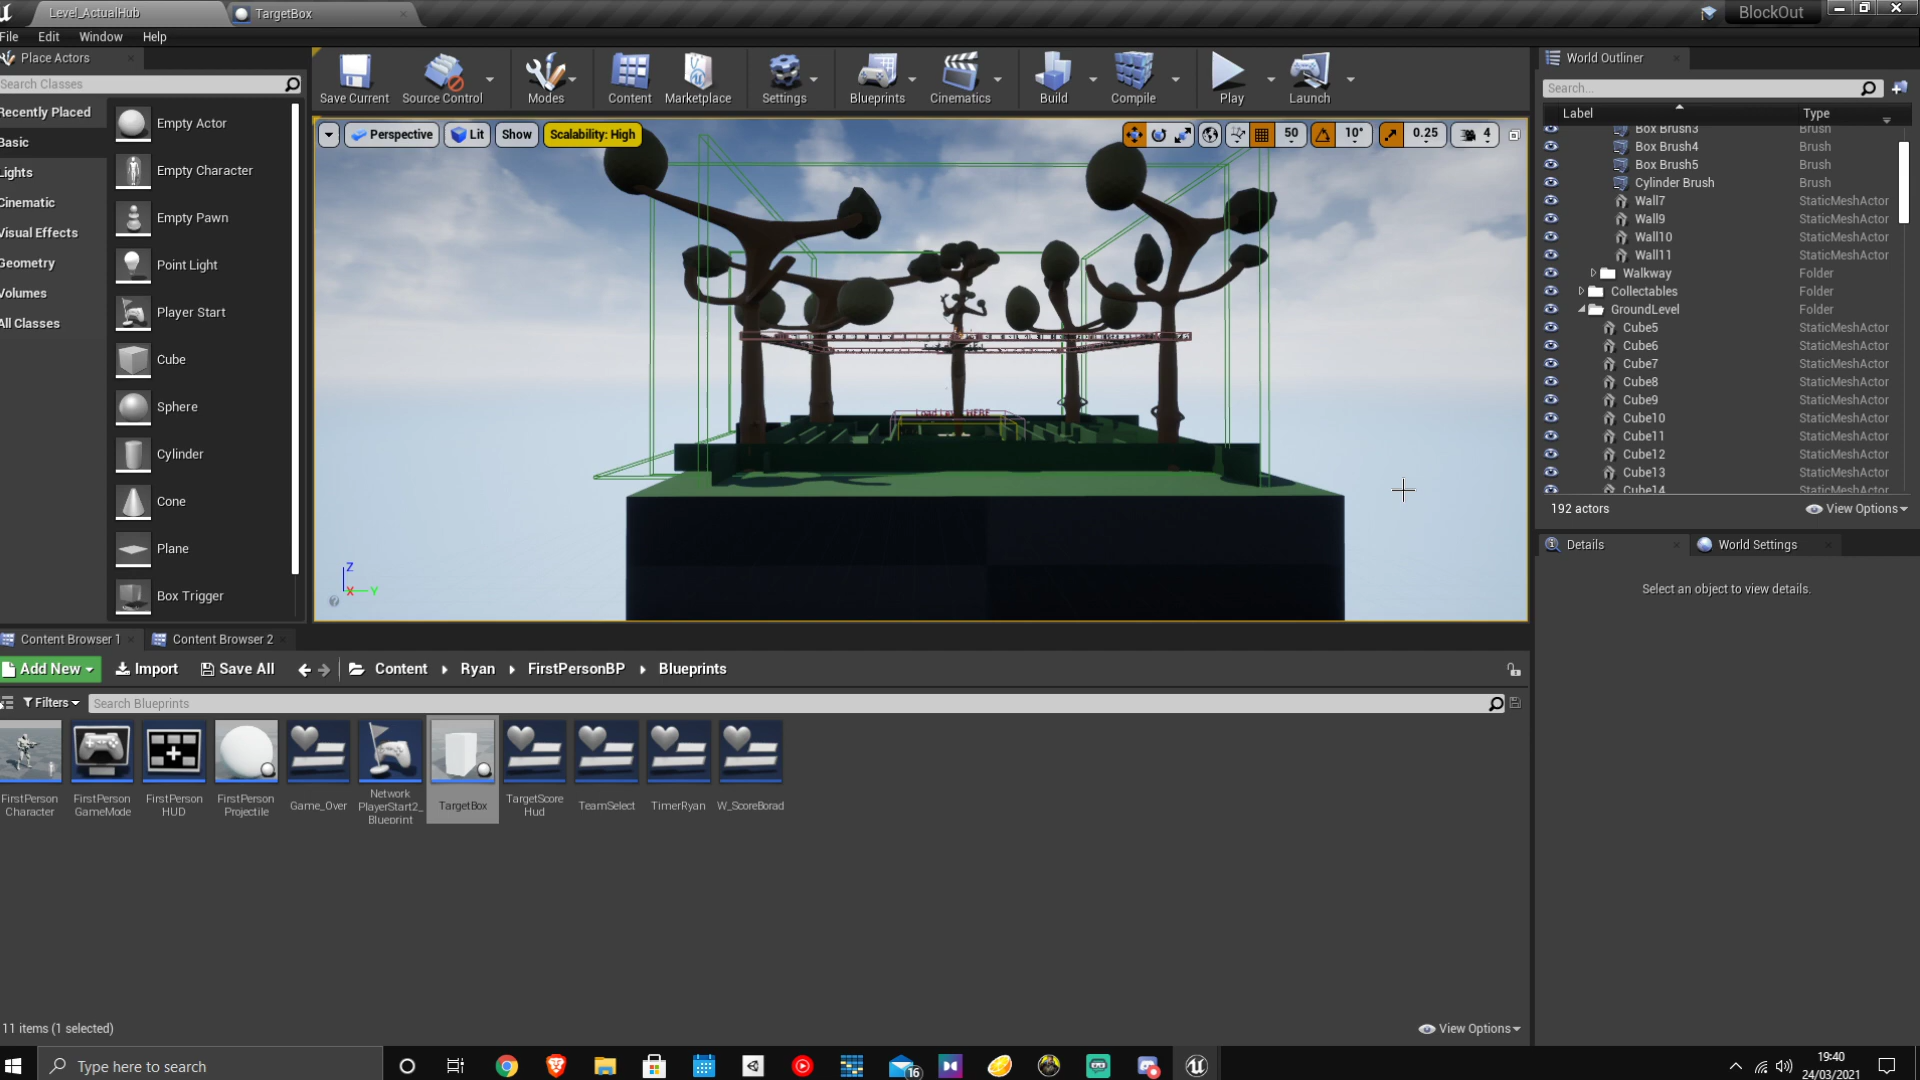 Level_ActualHub
TargetBox
BlockOut
File Edit Window Help
Place Actors
Search Classes
Recently Placed
Basic
Lights
Cinematic
Visual Effects
Geometry
Volumes
All Classes
Empty Actor
Empty Character
Empty Pawn
Point Light
Player Start
Cube
Sphere
Cylinder
Cone
Plane
Box Trigger
Save Current Source Control Modes Content Marketplace Settings Blueprints Cinematics Build Compile Play Launch
Perspective Lit Show Scalability: High
50 10° 0.25 4
Load Level HERE
Z
X Y
World Outliner
Search...
Label Type
Box Brush3 Brush
Box Brush4 Brush
Box Brush5 Brush
Cylinder Brush Brush
Wall7 StaticMeshActor
Wall9 StaticMeshActor
Wall10 StaticMeshActor
Wall11 StaticMeshActor
Walkway Folder
Collectables Folder
GroundLevel Folder
Cube5 StaticMeshActor
Cube6 StaticMeshActor
Cube7 StaticMeshActor
Cube8 StaticMeshActor
Cube9 StaticMeshActor
Cube10 StaticMeshActor
Cube11 StaticMeshActor
Cube12 StaticMeshActor
Cube13 StaticMeshActor
Cube14 StaticMeshActor
192 actors View Options
Details World Settings
Select an object to view details.
Content Browser 1 Content Browser 2
Add New Import Save All Content Ryan FirstPersonBP Blueprints
Filters Search Blueprints
FirstPerson
Character
FirstPerson
GameMode
FirstPerson
HUD
FirstPerson
Projectile
Game_Over
Network
PlayerStart2_
Blueprint
TargetBox
TargetScore
Hud
TeamSelect
TimerRyan
W_ScoreBorad
11 items (1 selected) View Options
Type here to search
16
19:40
24/03/2021